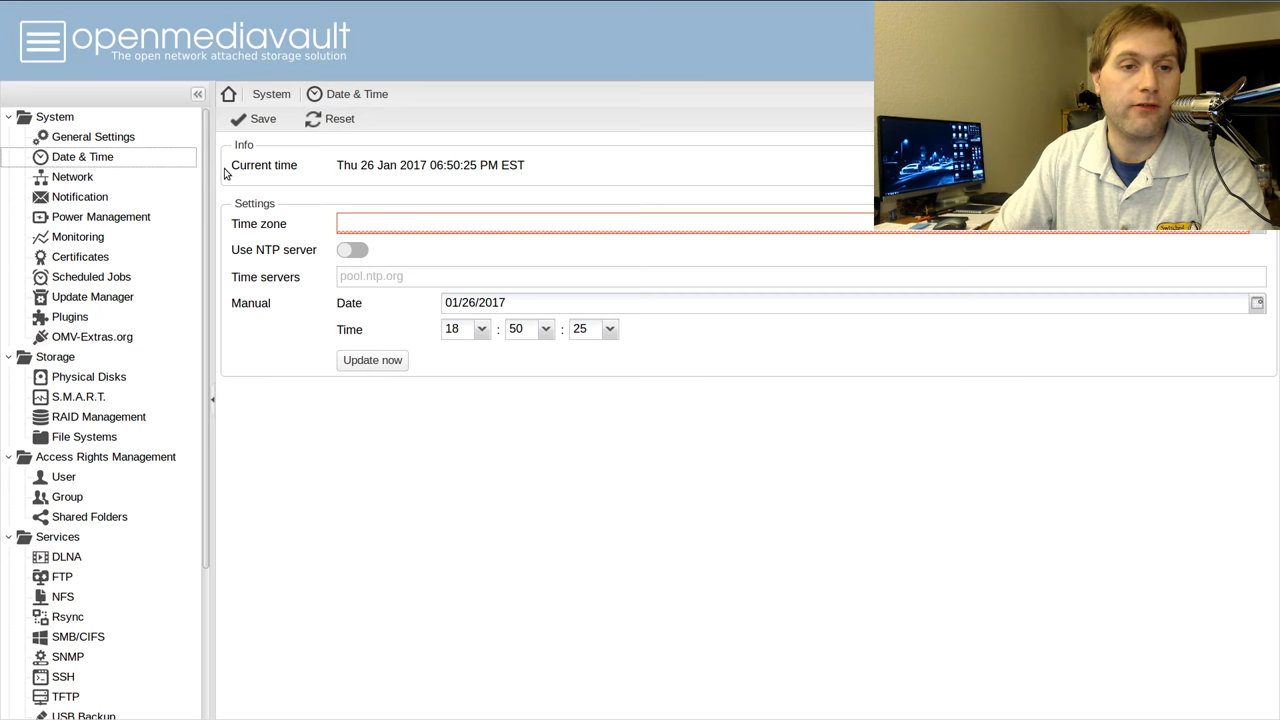 openmediavault
The open network attached storage solution
System
Date & Time
Save
Reset
System
General Settings
Date & Time
Network
Notification
Power Management
Monitoring
Certificates
Scheduled Jobs
Update Manager
Plugins
OMV-Extras.org
Storage
Physical Disks
S.M.A.R.T.
RAID Management
File Systems
Access Rights Management
User
Group
Shared Folders
Services
DLNA
FTP
NFS
Rsync
SMB/CIFS
SNMP
SSH
TFTP
USB Backup
Info
Current time Thu 26 Jan 2017 06:50:25 PM EST
Settings
Time zone
Use NTP server
Time servers pool.ntp.org
Manual Date 01/26/2017
Time 18 : 50 : 25
Update now